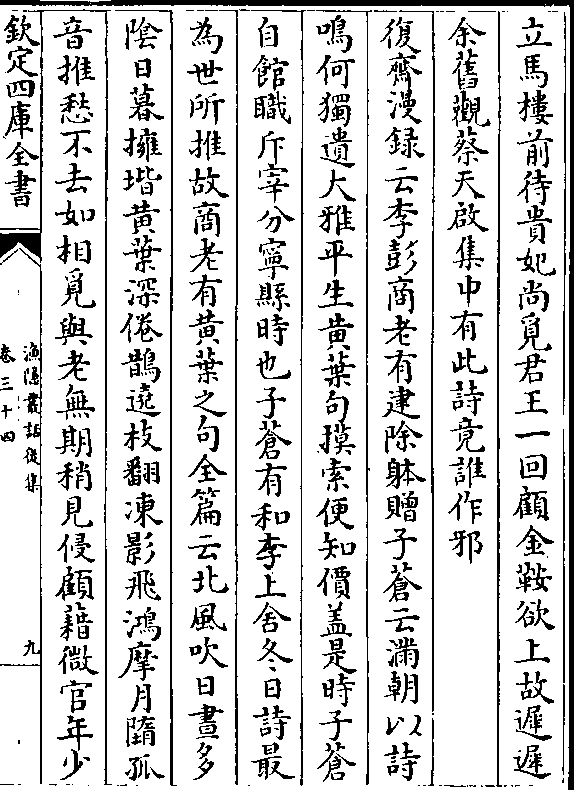 立馬樓前待貴妃尚覓君王一回顧金鞍欲上故遲遲
余舊觀蔡天啟集中有此詩竟誰作邪
復齋漫録云李彭商老有建除體贈子蒼云滿朝以詩
鳴何獨遺大雅平生黄葉句摸索便知價盖是時子蒼
自館職斥宰分寧縣時也子蒼有和李上舍冬日詩最
為世所推故商老有黄葉之句全篇云北風吹日晝多
隂日暮擁堦黄葉深倦鵲遶枝翻凍影飛鴻摩月墮孤
音推愁不去如相覓與老無期稍見侵顧藉微官年少
欽定四庫全書
漁隱叢話後集
卷三十四
九